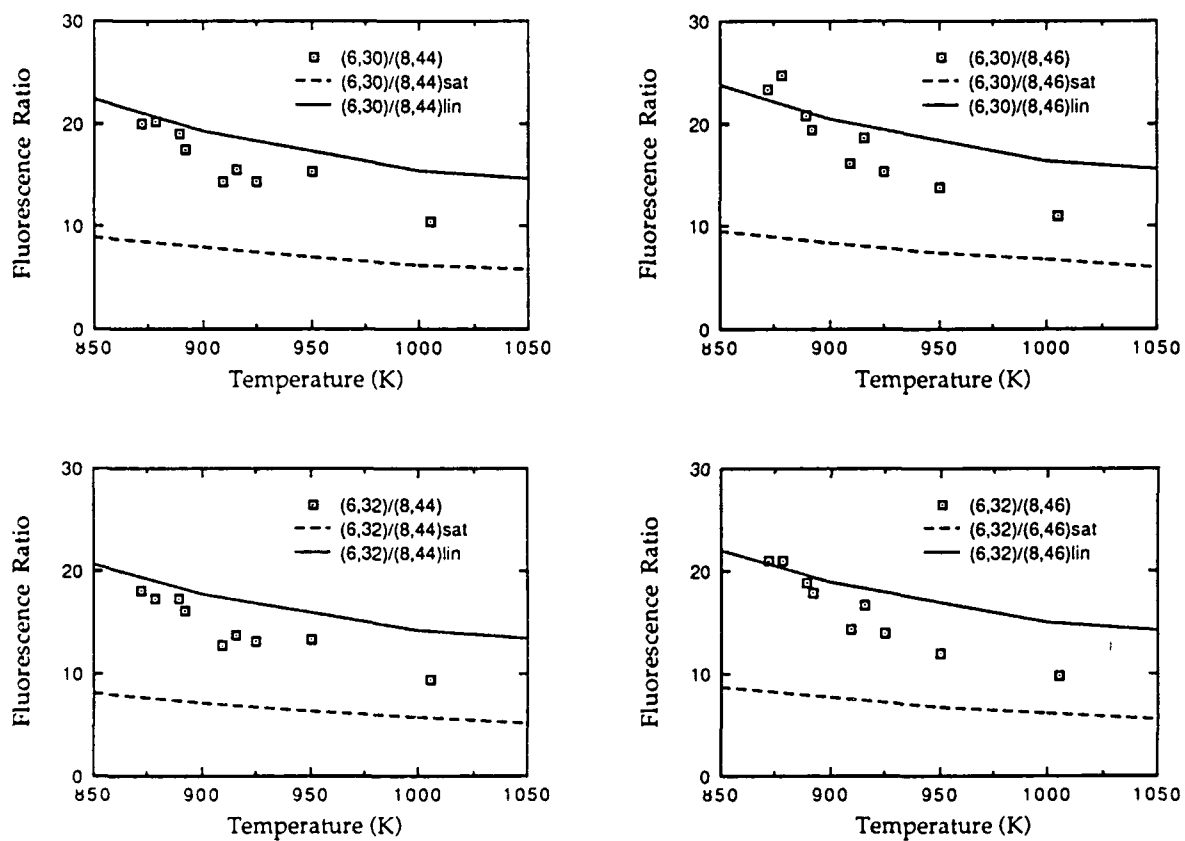 30
20
10
0
Fluorescence Ratio
(6,30)/(8,44)
(6,30)/(8,44)sat
(6,30)/(8,44)lin
850 900 950 1000 1050
Temperature (K)
30
20
10
0
Fluorescence Ratio
(6,30)/(8,46)
(6,30)/(8,46)sat
(6,30)/(8,46)lin
850 900 950 1000 1050
Temperature (K)
30
20
10
0
Fluorescence Ratio
(6,32)/(8,44)
(6,32)/(8,44)sat
(6,32)/(8,44)lin
850 900 950 1000 1050
Temperature (K)
30
20
10
0
Fluorescence Ratio
(6,32)/(8,46)
(6,32)/(6,46)sat
(6,32)/(8,46)lin
850 900 950 1000 1050
Temperature (K)